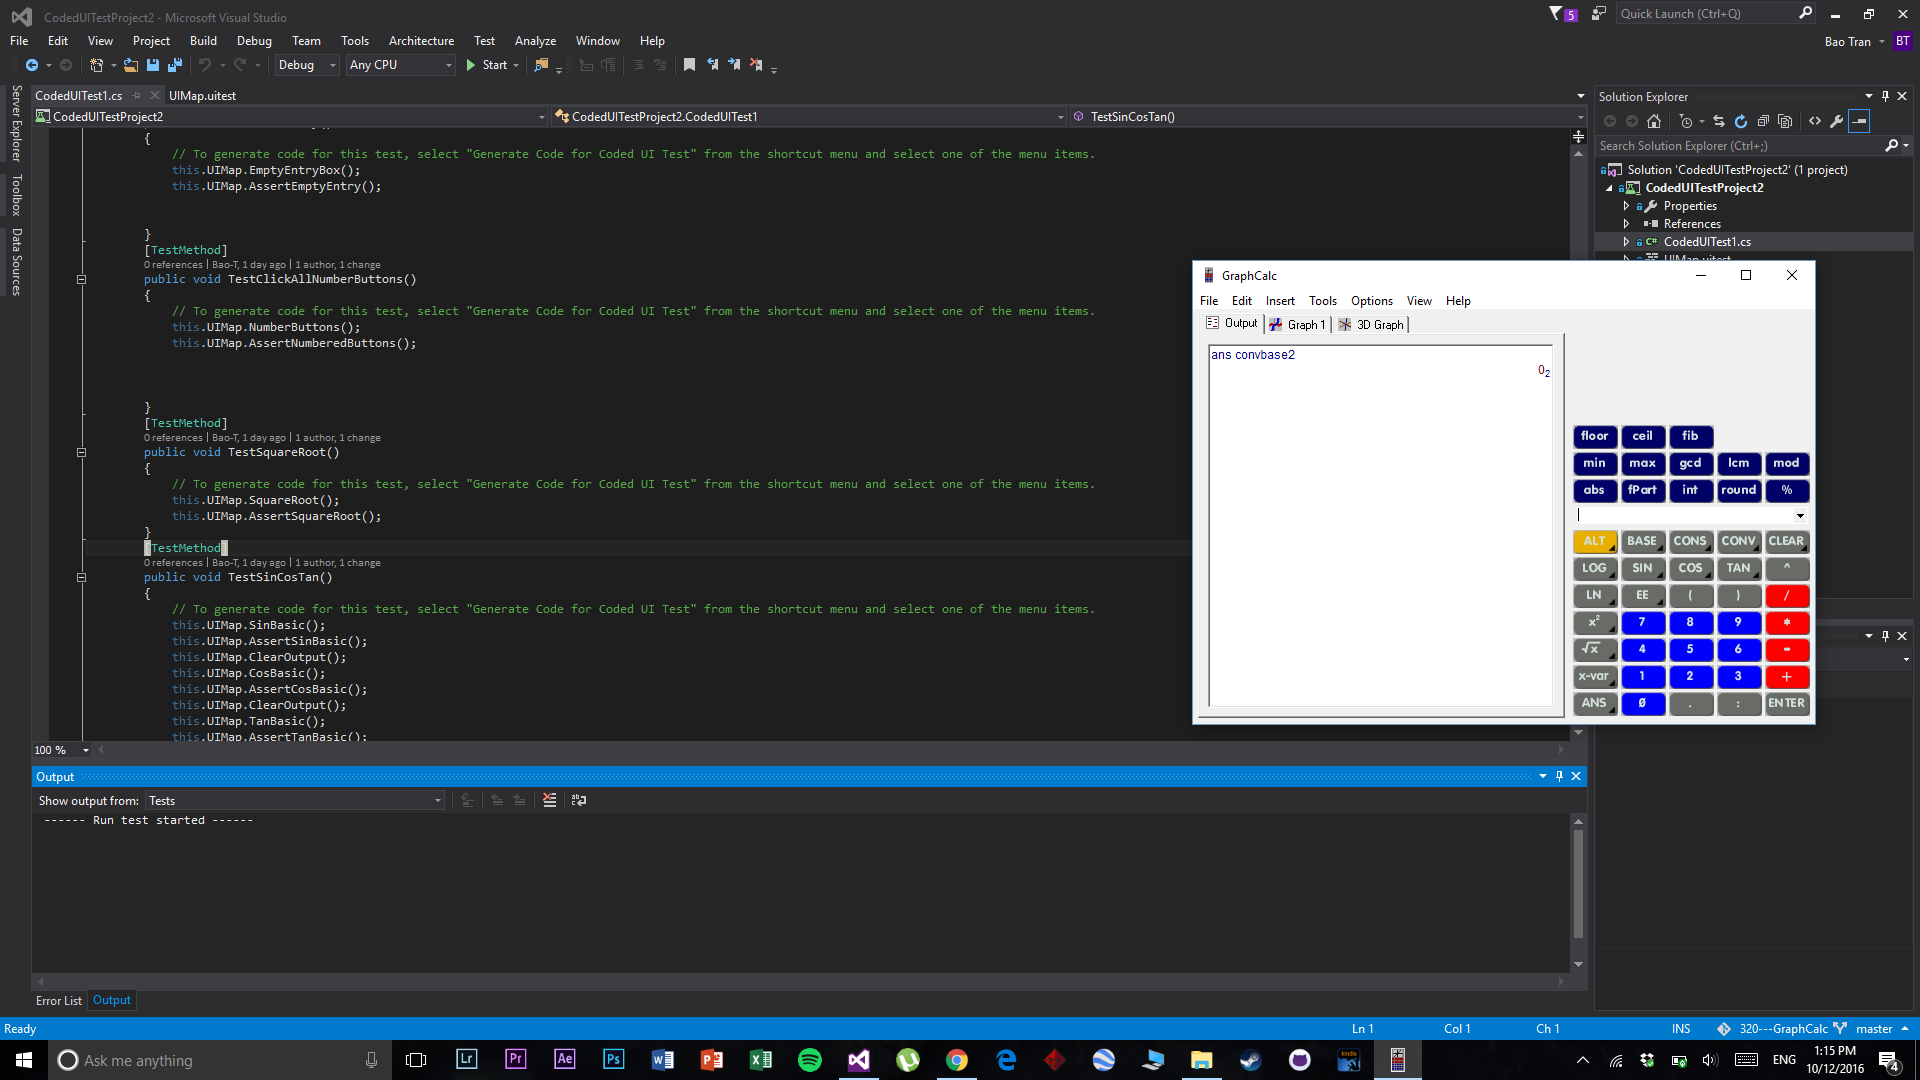 CodedUITestProject2 - Microsoft Visual Studio
5
Quick Launch (Ctrl+Q)
File Edit View Project Build Debug Team Tools Architecture Test Analyze Window Help
Bao Tran BT
Debug Any CPU Start
Server Explorer
Toolbox
Data Sources
CodedUITest1.cs UIMap.uitest
CodedUITestProject2 CodedUITestProject2.CodedUITest1 TestSinCosTan()
{
// To generate code for this test, select "Generate Code for Coded UI Test" from the shortcut menu and select one of the menu items.
this.UIMap.EmptyEntryBox();
this.UIMap.AssertEmptyEntry();
}
[TestMethod]
0 references | Bao-T, 1 day ago | 1 author, 1 change
public void TestClickAllNumberButtons()
{
// To generate code for this test, select "Generate Code for Coded UI Test" from the shortcut menu and select one of the menu items.
this.UIMap.NumberButtons();
this.UIMap.AssertNumberedButtons();
}
[TestMethod]
0 references | Bao-T, 1 day ago | 1 author, 1 change
public void TestSquareRoot()
{
// To generate code for this test, select "Generate Code for Coded UI Test" from the shortcut menu and select one of the menu items.
this.UIMap.SquareRoot();
this.UIMap.AssertSquareRoot();
}
[TestMethod]
0 references | Bao-T, 1 day ago | 1 author, 1 change
public void TestSinCosTan()
{
// To generate code for this test, select "Generate Code for Coded UI Test" from the shortcut menu and select one of the menu items.
this.UIMap.SinBasic();
this.UIMap.AssertSinBasic();
this.UIMap.ClearOutput();
this.UIMap.CosBasic();
this.UIMap.AssertCosBasic();
this.UIMap.ClearOutput();
this.UIMap.TanBasic();
this.UIMap.AssertTanBasic();
100 %
Solution Explorer
Search Solution Explorer (Ctrl+;)
Solution 'CodedUITestProject2' (1 project)
CodedUITestProject2
Properties
References
C# CodedUITest1.cs
UIMap.uitest
GraphCalc
File Edit Insert Tools Options View Help
Output Graph 1 3D Graph
ans convbase2
0₂
floor ceil fib
min max gcd lcm mod
abs fPart int round %
ALT BASE CONS CONV CLEAR
LOG SIN COS TAN ^
LN EE ( ) /
x² 7 8 9 *
√x 4 5 6 -
x-var 1 2 3 +
ANS 0 . : ENTER
Output
Show output from: Tests
------ Run test started ------
Error List Output
Ready Ln 1 Col 1 Ch 1 INS 320---GraphCalc master
Ask me anything
Lr Pr Ae Ps
kindle
ENG
1:15 PM
10/12/2016
4